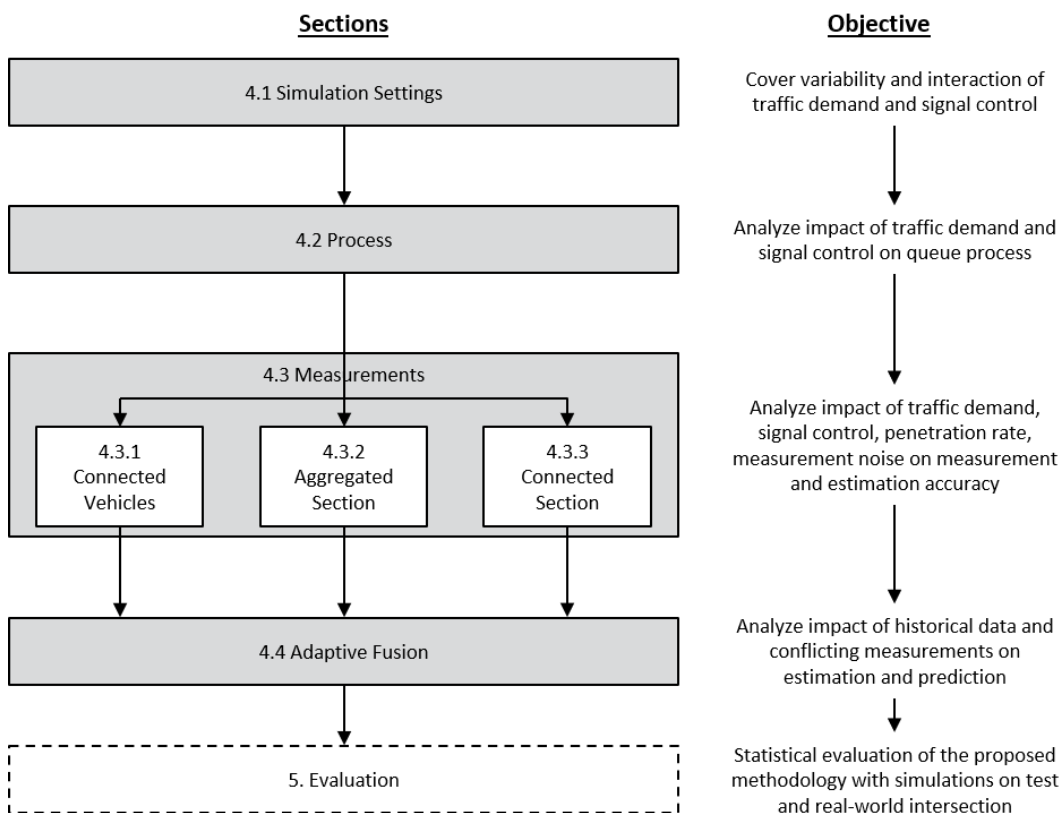 Sections
Objective
4.1 Simulation Settings
Cover variability and interaction of
traffic demand and signal control
4.2 Process
Analyze impact of traffic demand and
signal control on queue process
4.3 Measurements
4.3.1
Connected
Vehicles
4.3.2
Aggregated
Section
4.3.3
Connected
Section
Analyze impact of traffic demand,
signal control, penetration rate,
measurement noise on measurement
and estimation accuracy
4.4 Adaptive Fusion
Analyze impact of historical data and
conflicting measurements on
estimation and prediction
5. Evaluation
Statistical evaluation of the proposed
methodology with simulations on test
and real-world intersection